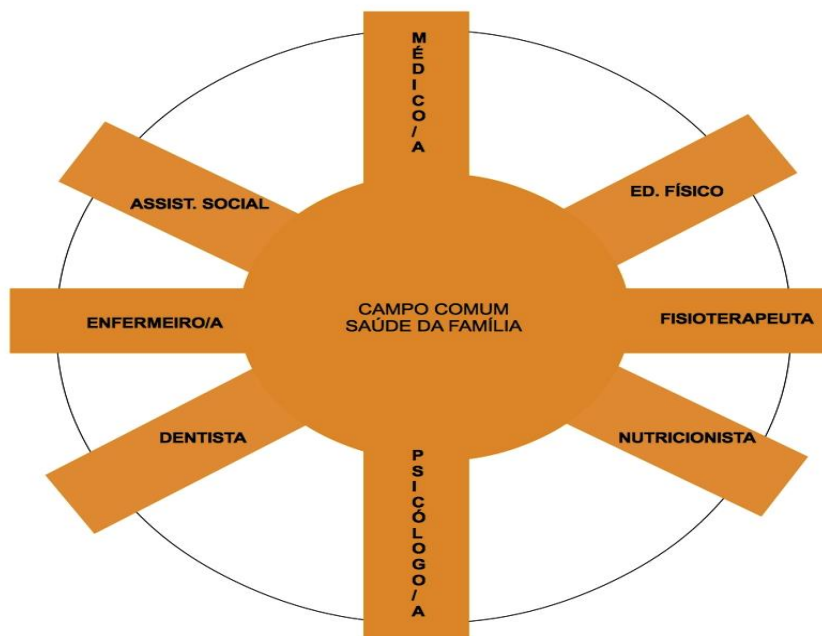 MÉDICO/A
ASSIST. SOCIAL
ED. FÍSICO
ENFERMEIRO/A
CAMPO COMUM
SAÚDE DA FAMÍLIA
FISIOTERAPEUTA
DENTISTA
NUTRICIONISTA
PSICÓLOGO/A